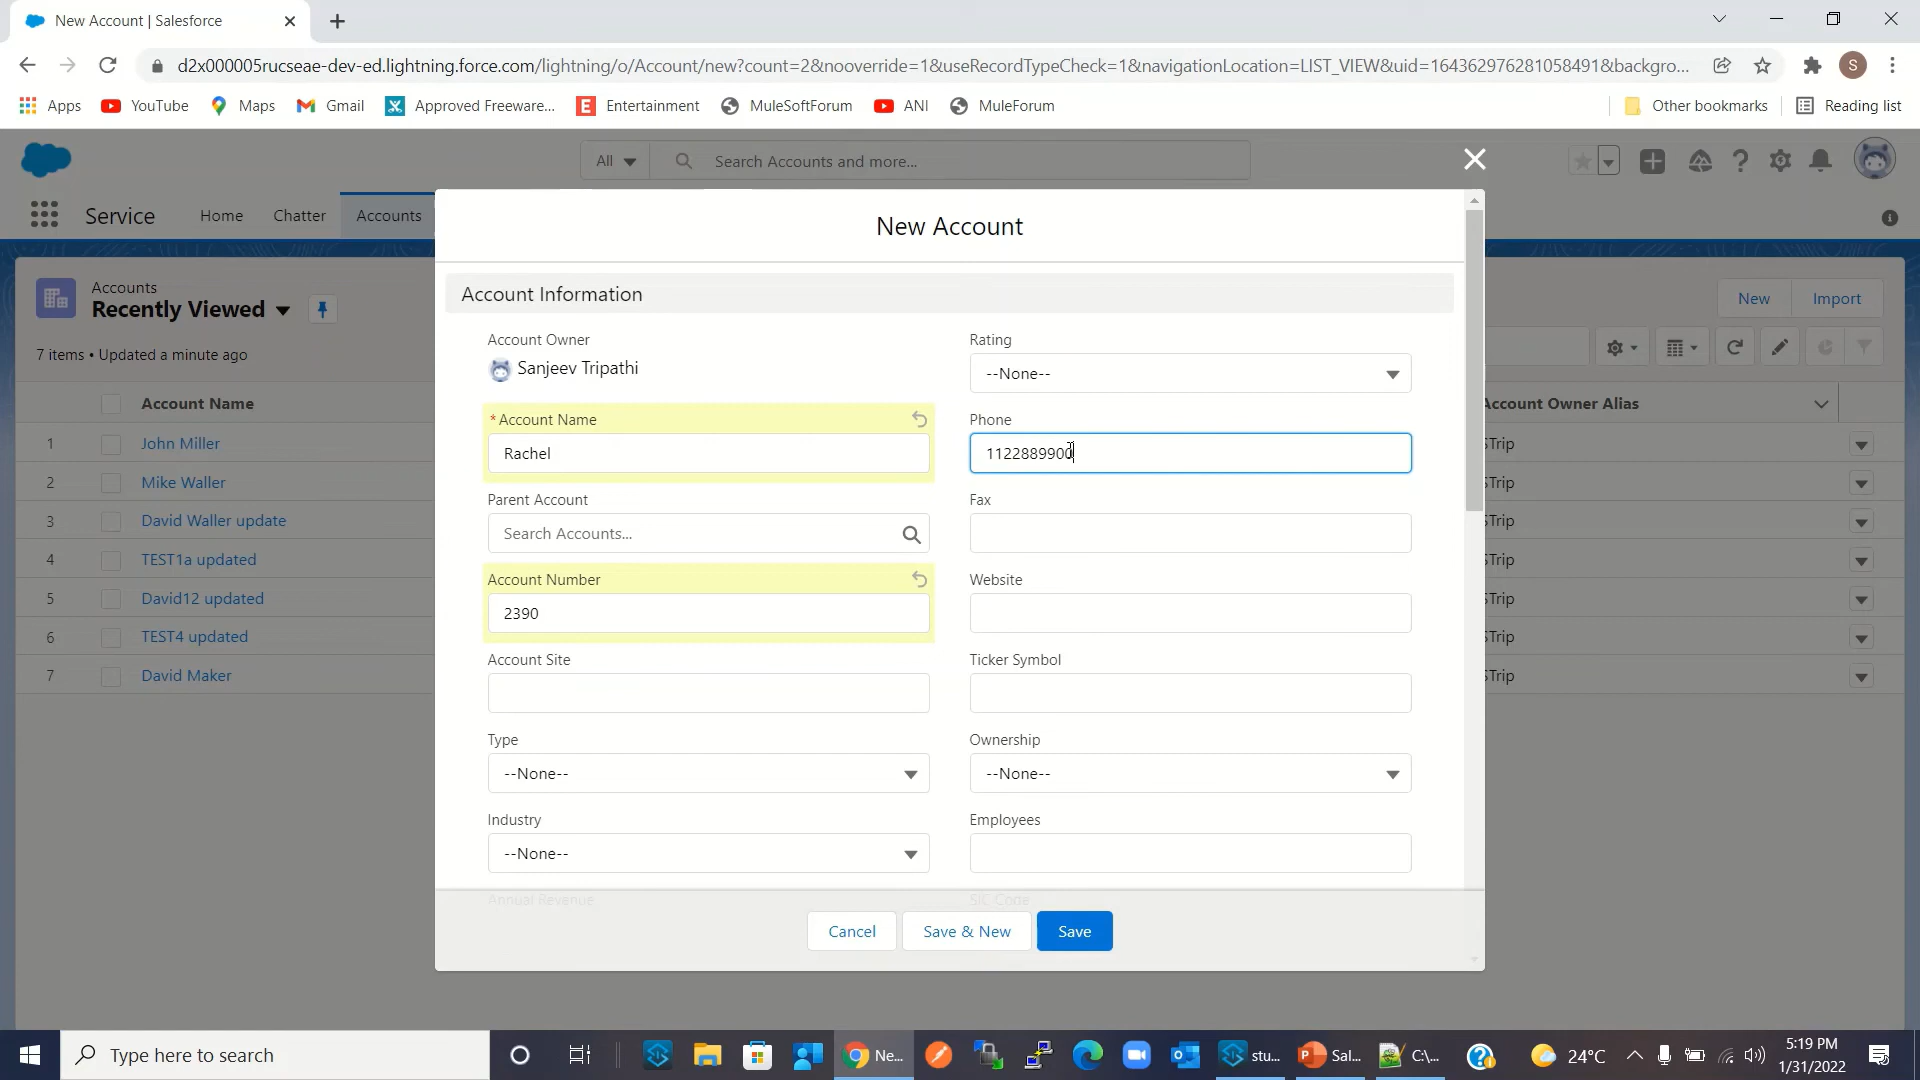 New Account | Salesforce
d2x000005rucseae-dev-ed.lightning.force.com/lightning/o/Account/new?count=2&nooverride=1&useRecordTypeCheck=1&navigationLocation=LIST_VIEW&uid=164362976281058491&backgro...
S
Apps YouTube Maps Gmail Approved Freeware... Entertainment MuleSoftForum ANI MuleForum Other bookmarks Reading list
All Search Accounts and more...
Service Home Chatter Accounts
New Account
Accounts
Recently Viewed
New Import
7 items • Updated a minute ago
Account Information
Account Owner
Sanjeev Tripathi
Rating
--None--
Account Name
Account Owner Alias
*Account Name
Rachel
Phone
1122889900
Parent Account
Search Accounts...
Fax
Account Number
2390
Website
Account Site
Ticker Symbol
Type
--None--
Ownership
--None--
Industry
--None--
Employees
Annual Revenue
SIC Code
1 John Miller STrip
2 Mike Waller STrip
3 David Waller update STrip
4 TEST1a updated STrip
5 David12 updated STrip
6 TEST4 updated STrip
7 David Maker STrip
Cancel Save & New Save
Type here to search
Ne...
stu...
Sal...
C:\...
24°C
5:19 PM
1/31/2022